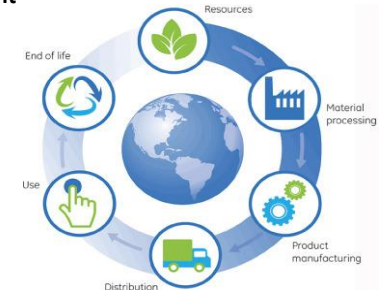 Resources
Material
processing
Product
manufacturing
Distribution
Use
End of life